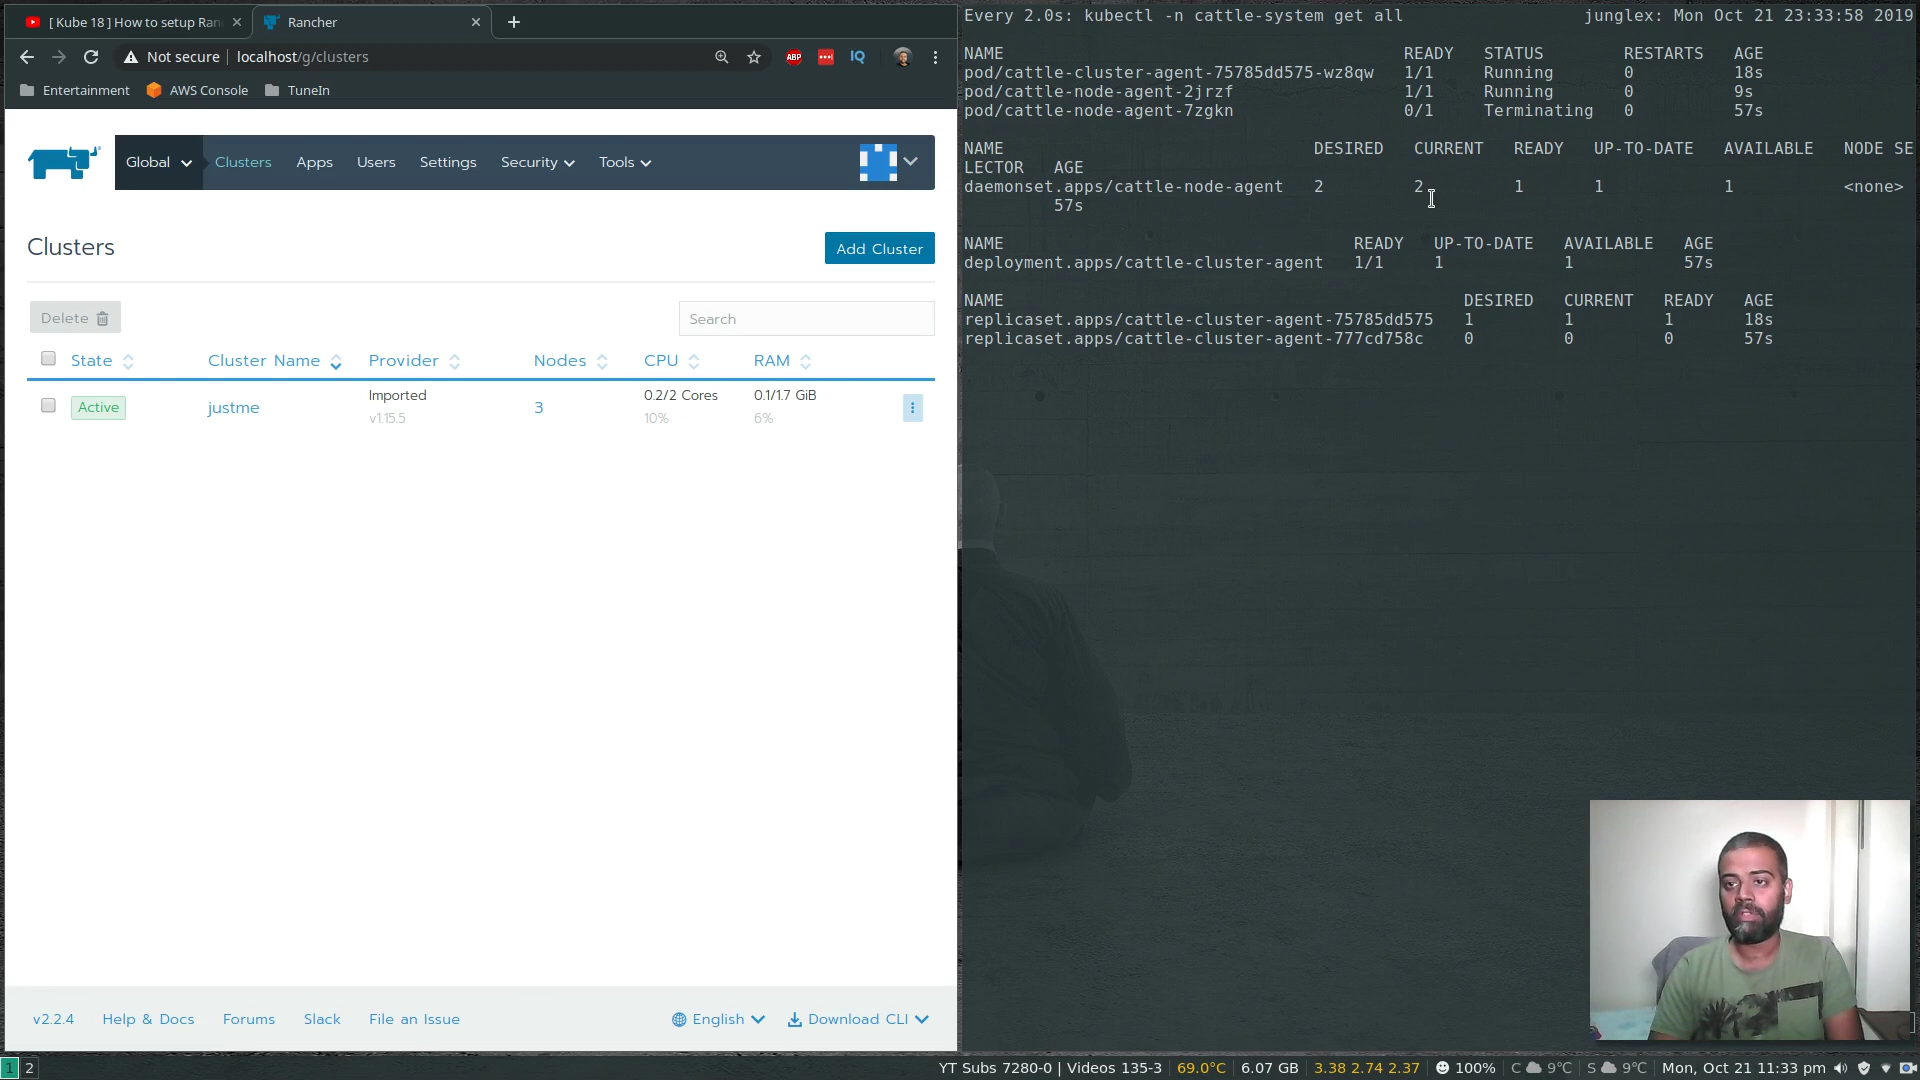 [ Kube 18 ] How to setup Ran
Rancher
Not secure | localhost/g/clusters
ABP
IQ
Entertainment AWS Console TuneIn
Global Clusters Apps Users Settings Security Tools
Clusters
Add Cluster
Delete
Search
State Cluster Name Provider Nodes CPU RAM
Active justme Imported 3 0.2/2 Cores 0.1/1.7 GiB
v1.15.5 10% 6%
v2.2.4 Help & Docs Forums Slack File an Issue English Download CLI
Every 2.0s: kubectl -n cattle-system get all junglex: Mon Oct 21 23:33:58 2019
NAME READY STATUS RESTARTS AGE
pod/cattle-cluster-agent-75785dd575-wz8qw 1/1 Running 0 18s
pod/cattle-node-agent-2jrzf 1/1 Running 0 9s
pod/cattle-node-agent-7zgkn 0/1 Terminating 0 57s
NAME DESIRED CURRENT READY UP-TO-DATE AVAILABLE NODE SE
LECTOR AGE
daemonset.apps/cattle-node-agent 2 2 1 1 1 <none>
57s
NAME READY UP-TO-DATE AVAILABLE AGE
deployment.apps/cattle-cluster-agent 1/1 1 1 57s
NAME DESIRED CURRENT READY AGE
replicaset.apps/cattle-cluster-agent-75785dd575 1 1 1 18s
replicaset.apps/cattle-cluster-agent-777cd758c 0 0 0 57s
1 2
YT Subs 7280-0 | Videos 135-3 69.0°C 6.07 GB 3.38 2.74 2.37 100% C 9°C S 9°C Mon, Oct 21 11:33 pm